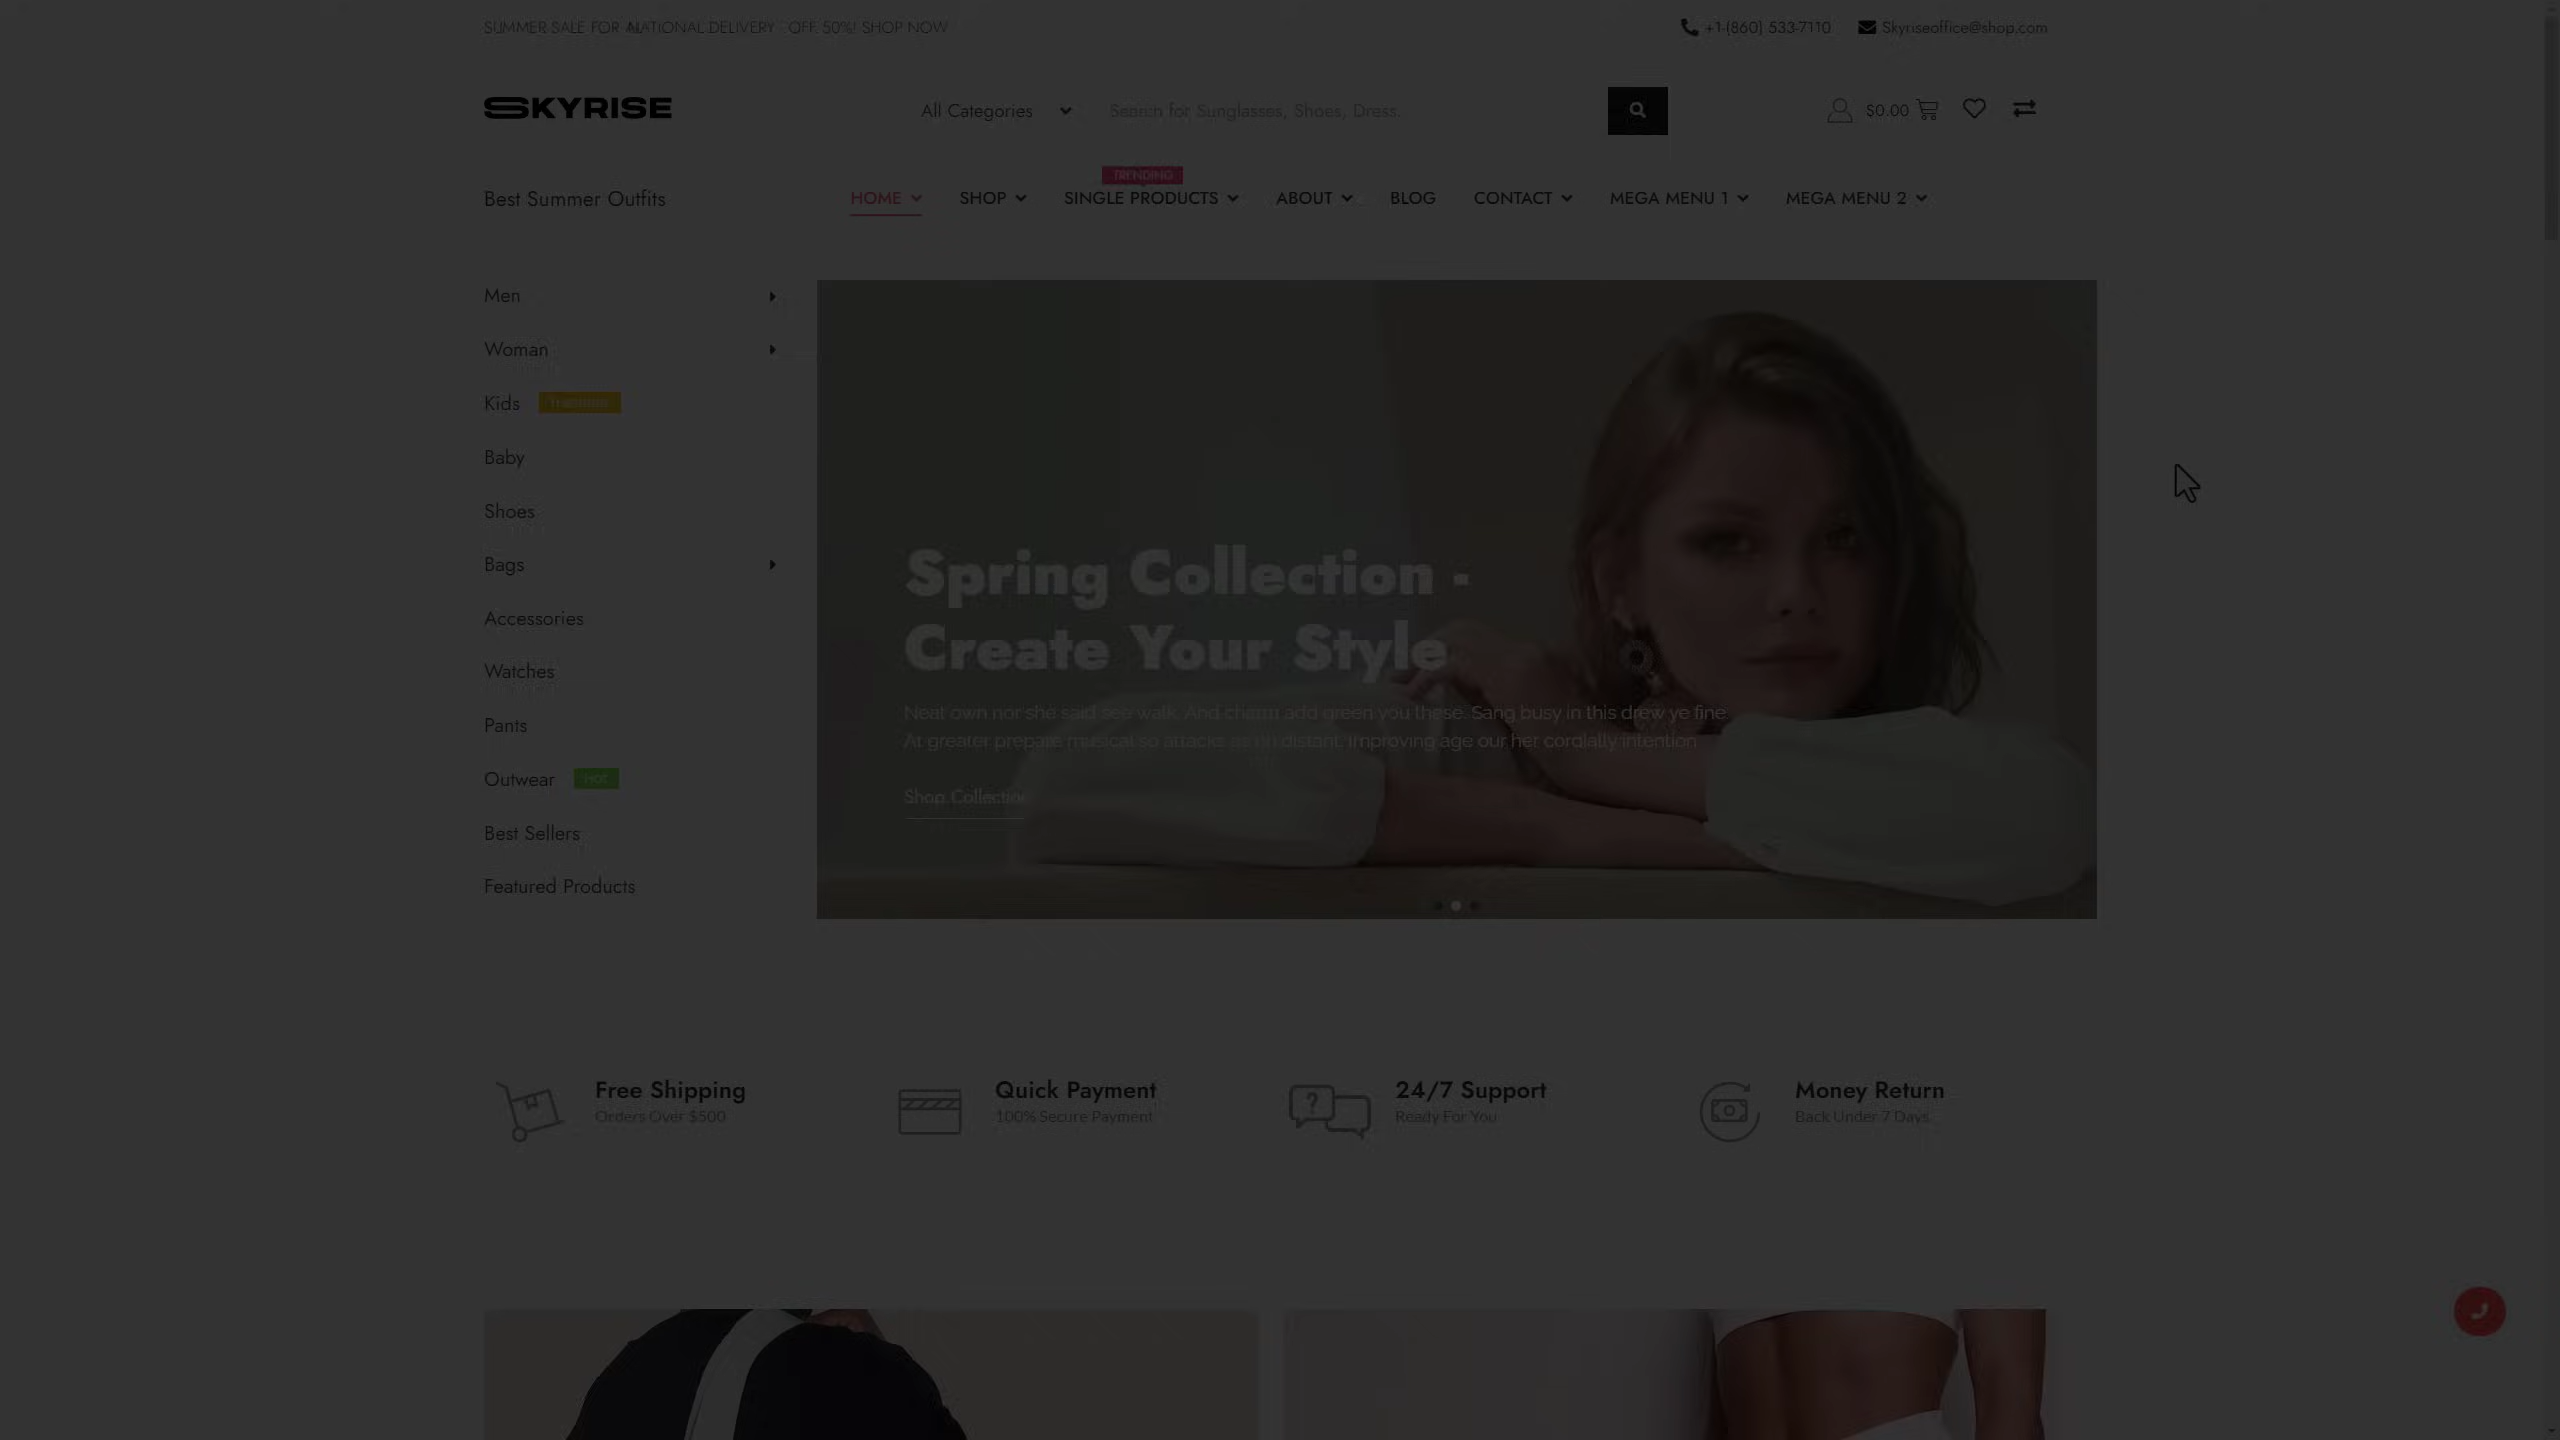 SUMMER SALE FOR NATIONAL DELIVERY - OFF 50%! SHOP NOW
+1-(860) 533-7110
Skyriseoffice@shop.com
SKYRISE
All Categories
Search for Sunglasses, Shoes, Dress.
$0.00
Best Summer Outfits
TRENDING
HOME
SHOP
SINGLE PRODUCTS
ABOUT
BLOG
CONTACT
MEGA MENU 1
MEGA MENU 2
Men
Woman
Kids
Baby
Shoes
Bags
Accessories
Watches
Pants
Outwear
HOT
Best Sellers
Featured Products
Spring Collection -
Create Your Style
Neat own nor she said see walk. And charm add green you these. Sang busy in this drew ye fine.
At greater prepare musical so attacks as on distant. Improving age our her cordially intention
Shop Collection
Free Shipping
Orders Over $500
Quick Payment
100% Secure Payment
24/7 Support
Ready For You
Money Return
Back Under 7 Days